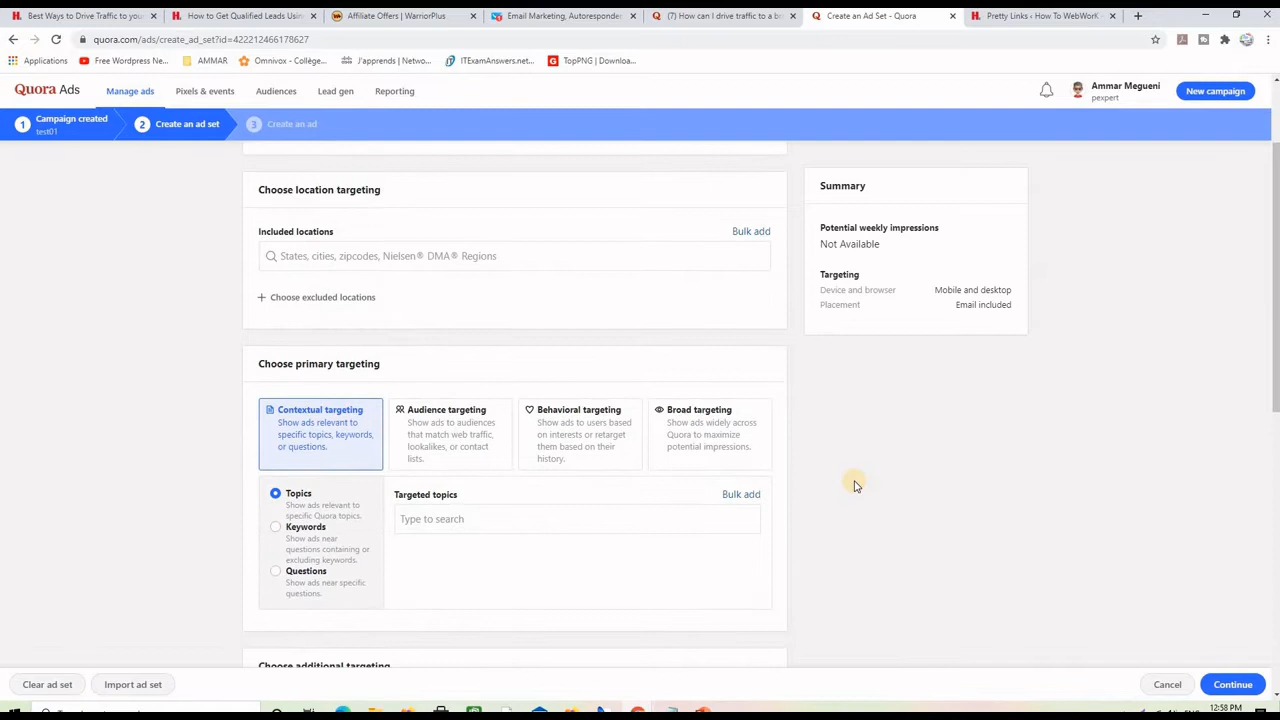 Best Ways to Drive Traffic to your
How to Get Qualified Leads Usin
Affiliate Offers | WarriorPlus
Email Marketing, Autoresponder
(7) How can I drive traffic to a b
Create an Ad Set - Quora
Pretty Links ‹ How To WebWorK
quora.com/ads/create_ad_set?id=422212466178627
Applications
Free Wordpress Ne...
AMMAR
Omnivox - Collège...
J'apprends | Netwo...
ITExamAnswers.net...
TopPNG | Downloa...
Quora Ads
Manage ads
Pixels & events
Audiences
Lead gen
Reporting
Ammar Megueni
pexpert
New campaign
1 Campaign created
test01
2 Create an ad set
3 Create an ad
Choose location targeting
Included locations
Bulk add
States, cities, zipcodes, Nielsen® DMA® Regions
+ Choose excluded locations
Summary
Potential weekly impressions
Not Available
Targeting
Device and browser Mobile and desktop
Placement Email included
Choose primary targeting
Contextual targeting
Show ads relevant to
specific topics, keywords,
or questions.
Audience targeting
Show ads to audiences
that match web traffic,
lookalikes, or contact
lists.
Behavioral targeting
Show ads to users based
on interests or retarget
them based on their
history.
Broad targeting
Show ads widely across
Quora to maximize
potential impressions.
Topics
Show ads relevant to
specific Quora topics.
Keywords
Show ads near
questions containing or
excluding keywords.
Questions
Show ads near specific
questions.
Targeted topics
Bulk add
Type to search
Choose additional targeting
Clear ad set
Import ad set
Cancel
Continue
12:58 PM